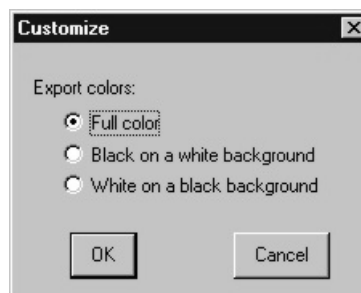 Customize
Export colors:
Full color
Black on a white background
White on a black background
OK
Cancel